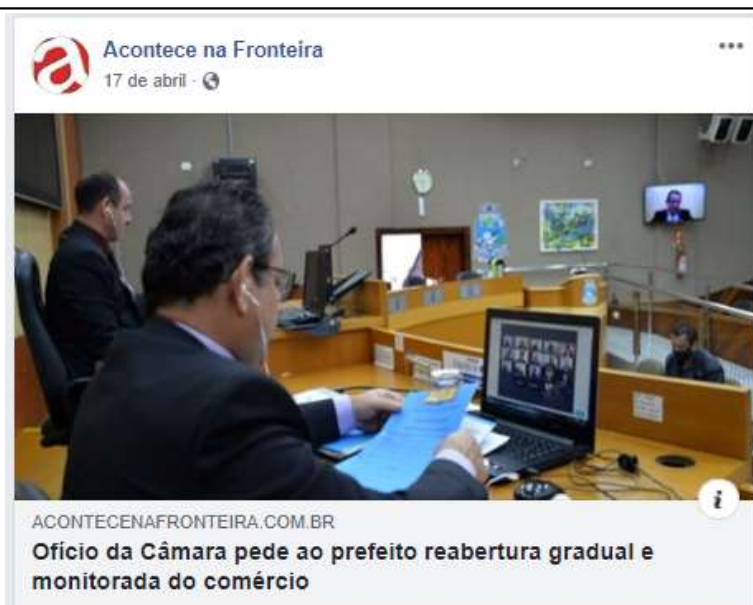 Acontece na Fronteira
17 de abril
ACONTECENAFRONTEIRA.COM.BR
Ofício da Câmara pede ao prefeito reabertura gradual e
monitorada do comércio